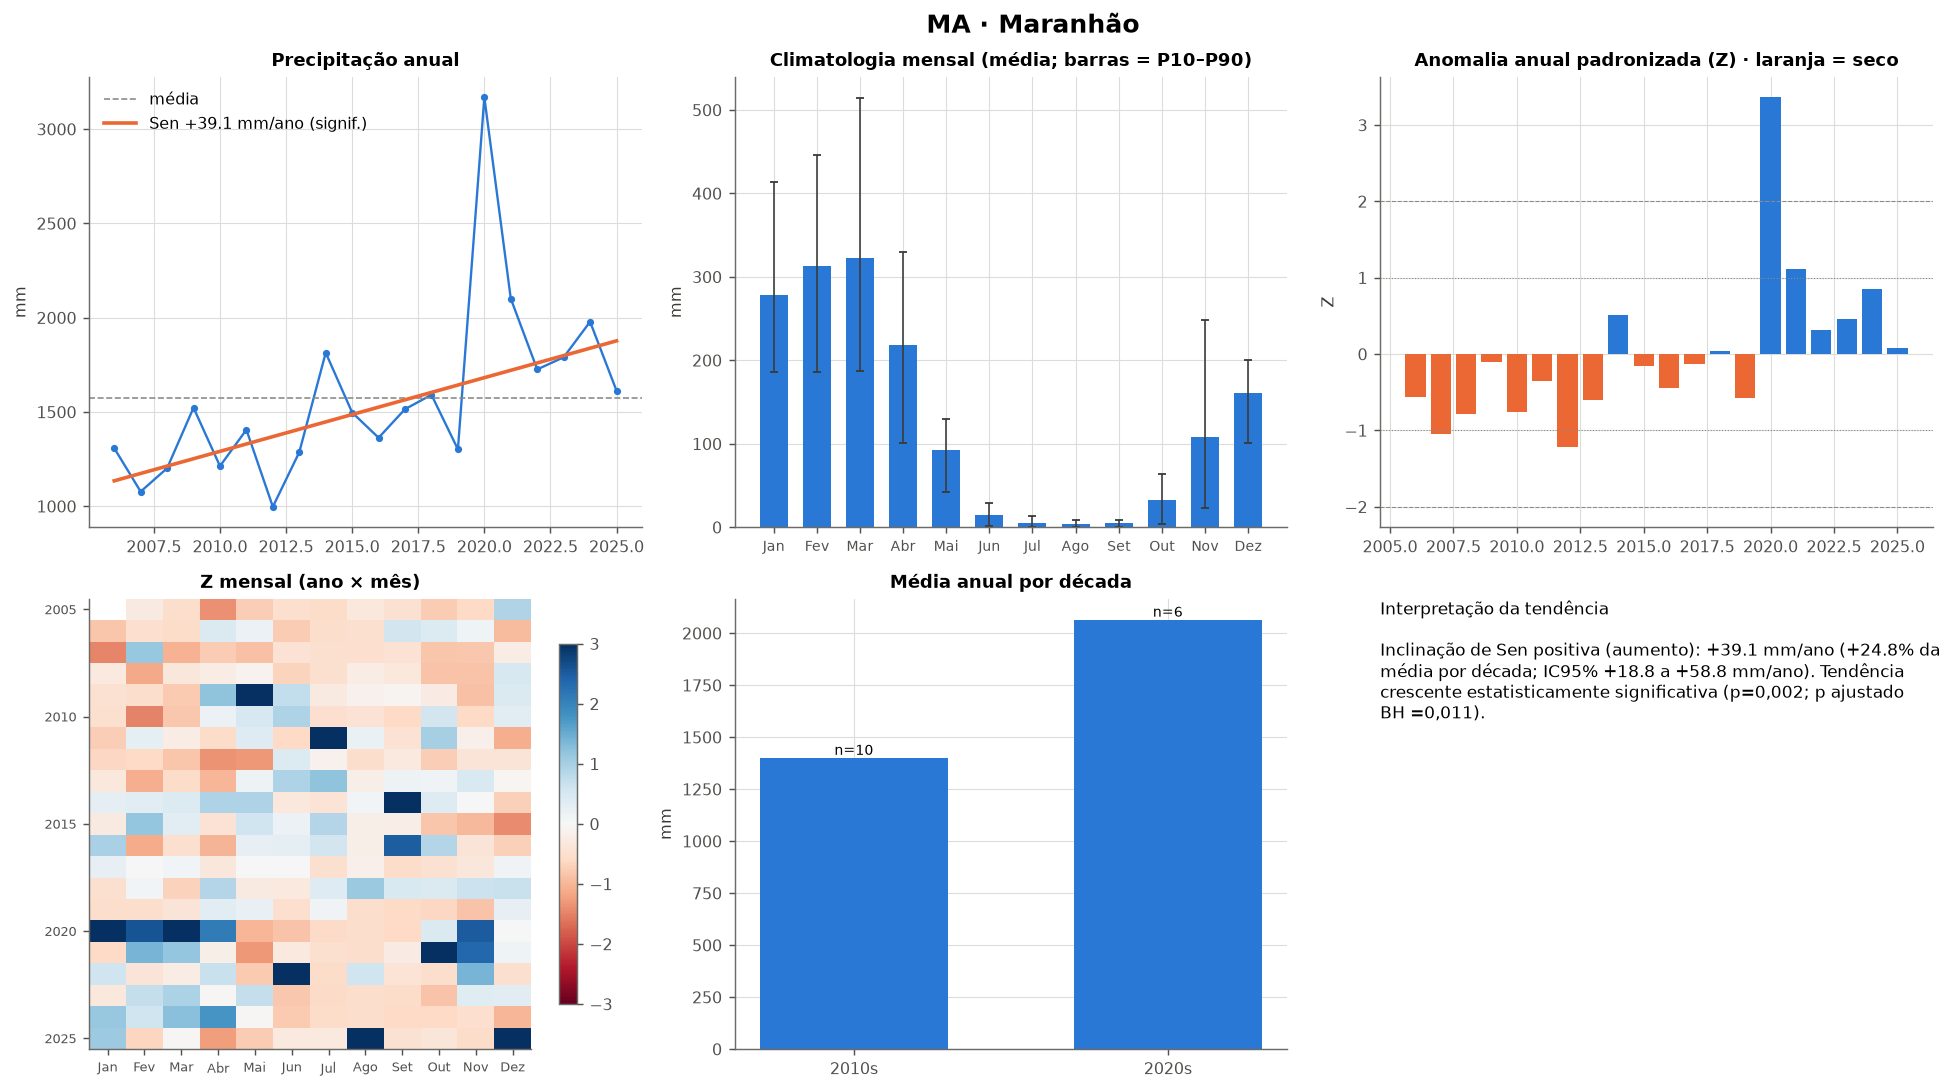 MA · Maranhão
Precipitação anual
média
Sen +39.1 mm/ano (signif.)
mm
3000
2500
2000
1500
1000
2007.5 2010.0 2012.5 2015.0 2017.5 2020.0 2022.5 2025.0
Climatologia mensal (média; barras = P10–P90)
mm
500
400
300
200
100
0
Jan Fev Mar Abr Mai Jun Jul Ago Set Out Nov Dez
Anomalia anual padronizada (Z) · laranja = seco
Z
3
2
1
0
−1
−2
2005.0 2007.5 2010.0 2012.5 2015.0 2017.5 2020.0 2022.5 2025.0
Z mensal (ano × mês)
2005
2010
2015
2020
2025
Jan Fev Mar Abr Mai Jun Jul Ago Set Out Nov Dez
3
2
1
0
−1
−2
−3
Média anual por década
mm
2000
1750
1500
1250
1000
750
500
250
0
n=10
n=6
2010s 2020s
Interpretação da tendência
Inclinação de Sen positiva (aumento): +39.1 mm/ano (+24.8% da
média por década; IC95% +18.8 a +58.8 mm/ano). Tendência
crescente estatisticamente significativa (p=0,002; p ajustado
BH =0,011).